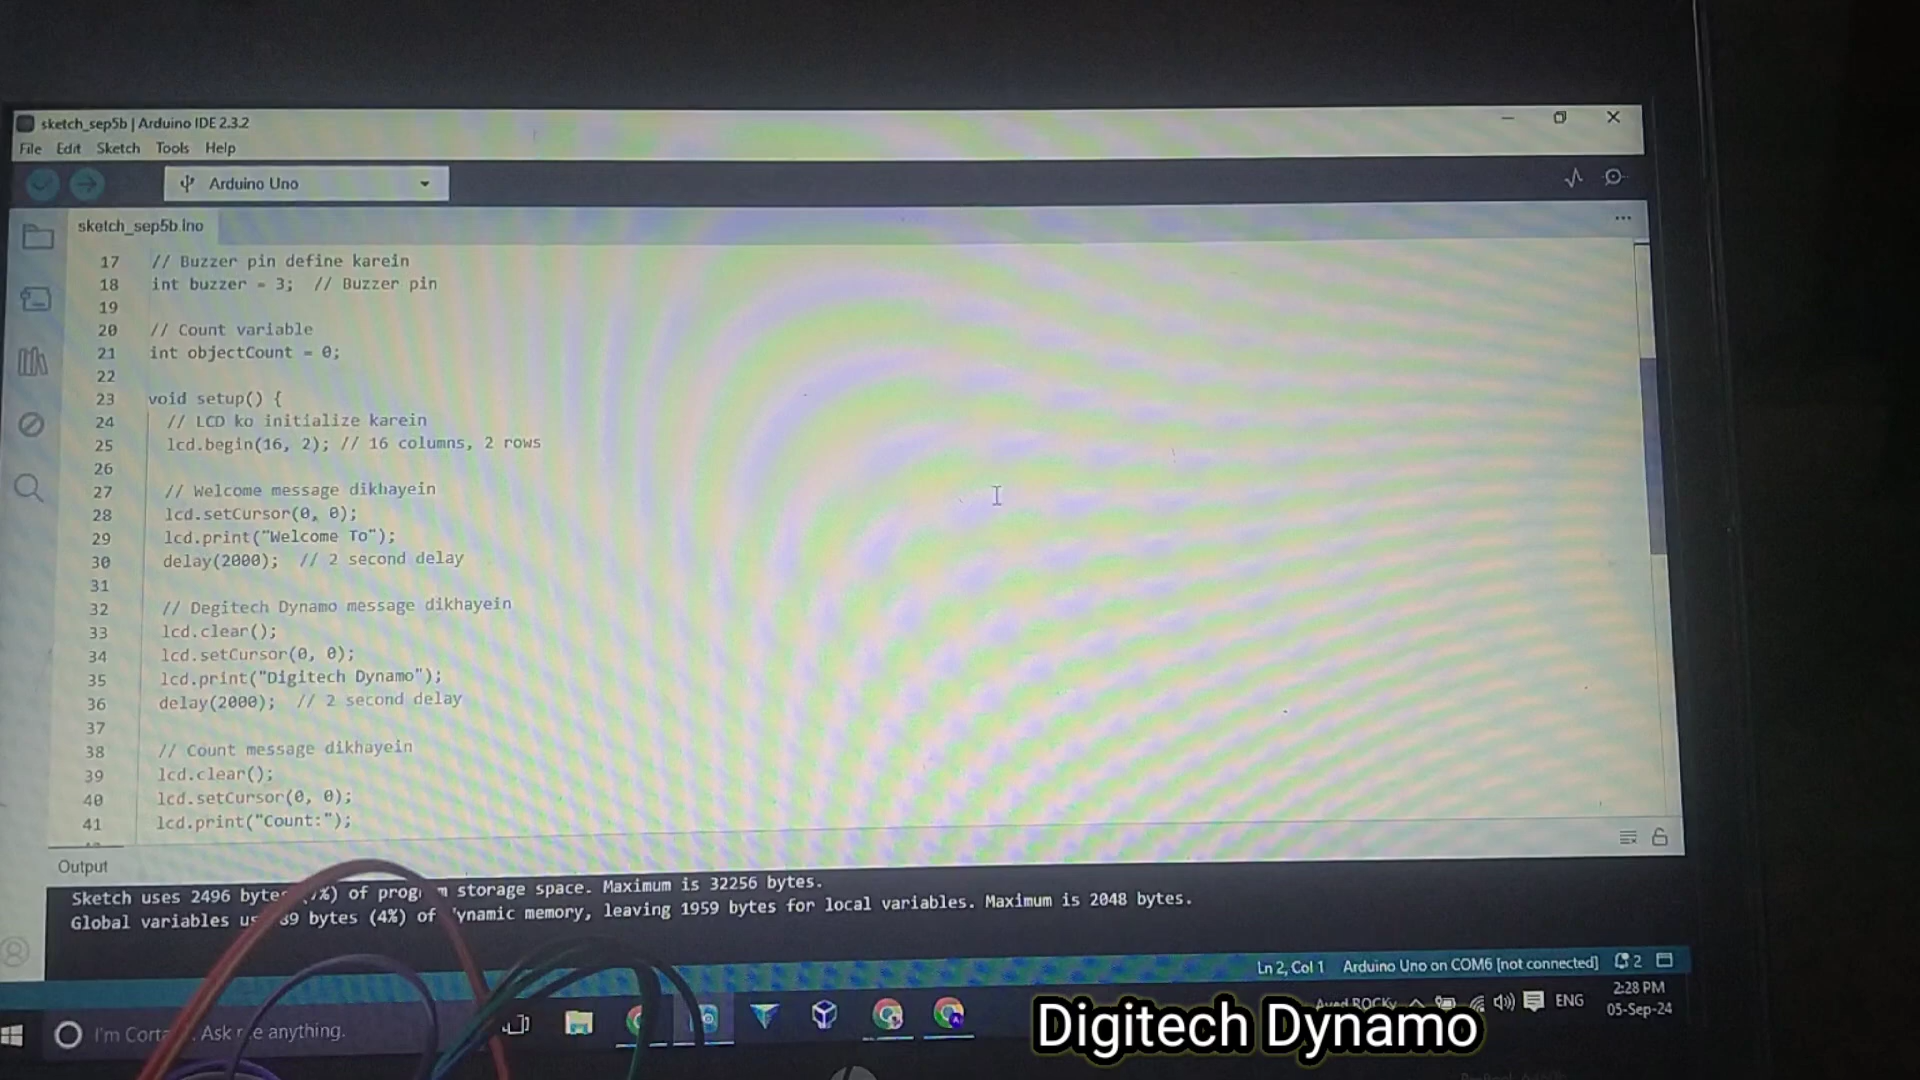 sketch_sep5b | Arduino IDE 2.3.2
File Edit Sketch Tools Help
Arduino Uno
sketch_sep5b.ino
17 // Buzzer pin define karein
18 int buzzer = 3; // Buzzer pin
19
20 // Count variable
21 int objectCount = 0;
22
23 void setup() {
24 // LCD ko initialize karein
25 lcd.begin(16, 2); // 16 columns, 2 rows
26
27 // Welcome message dikhayein
28 lcd.setCursor(0, 0);
29 lcd.print("Welcome To");
30 delay(2000); // 2 second delay
31
32 // Degitech Dynamo message dikhayein
33 lcd.clear();
34 lcd.setCursor(0, 0);
35 lcd.print("Digitech Dynamo");
36 delay(2000); // 2 second delay
37
38 // Count message dikhayein
39 lcd.clear();
40 lcd.setCursor(0, 0);
41 lcd.print("Count:");
Output
Sketch uses 2496 bytes of storage space. Maximum is 32256 bytes.
Global variables bytes (4%) of memory, leaving 1959 bytes for local variables. Maximum is 2048 bytes.
Ln 2, Col 1 Arduino Uno on COM6 [not connected] 2
I'm Ask anything.
ENG
2:28 PM
05-Sep-24
Digitech Dynamo